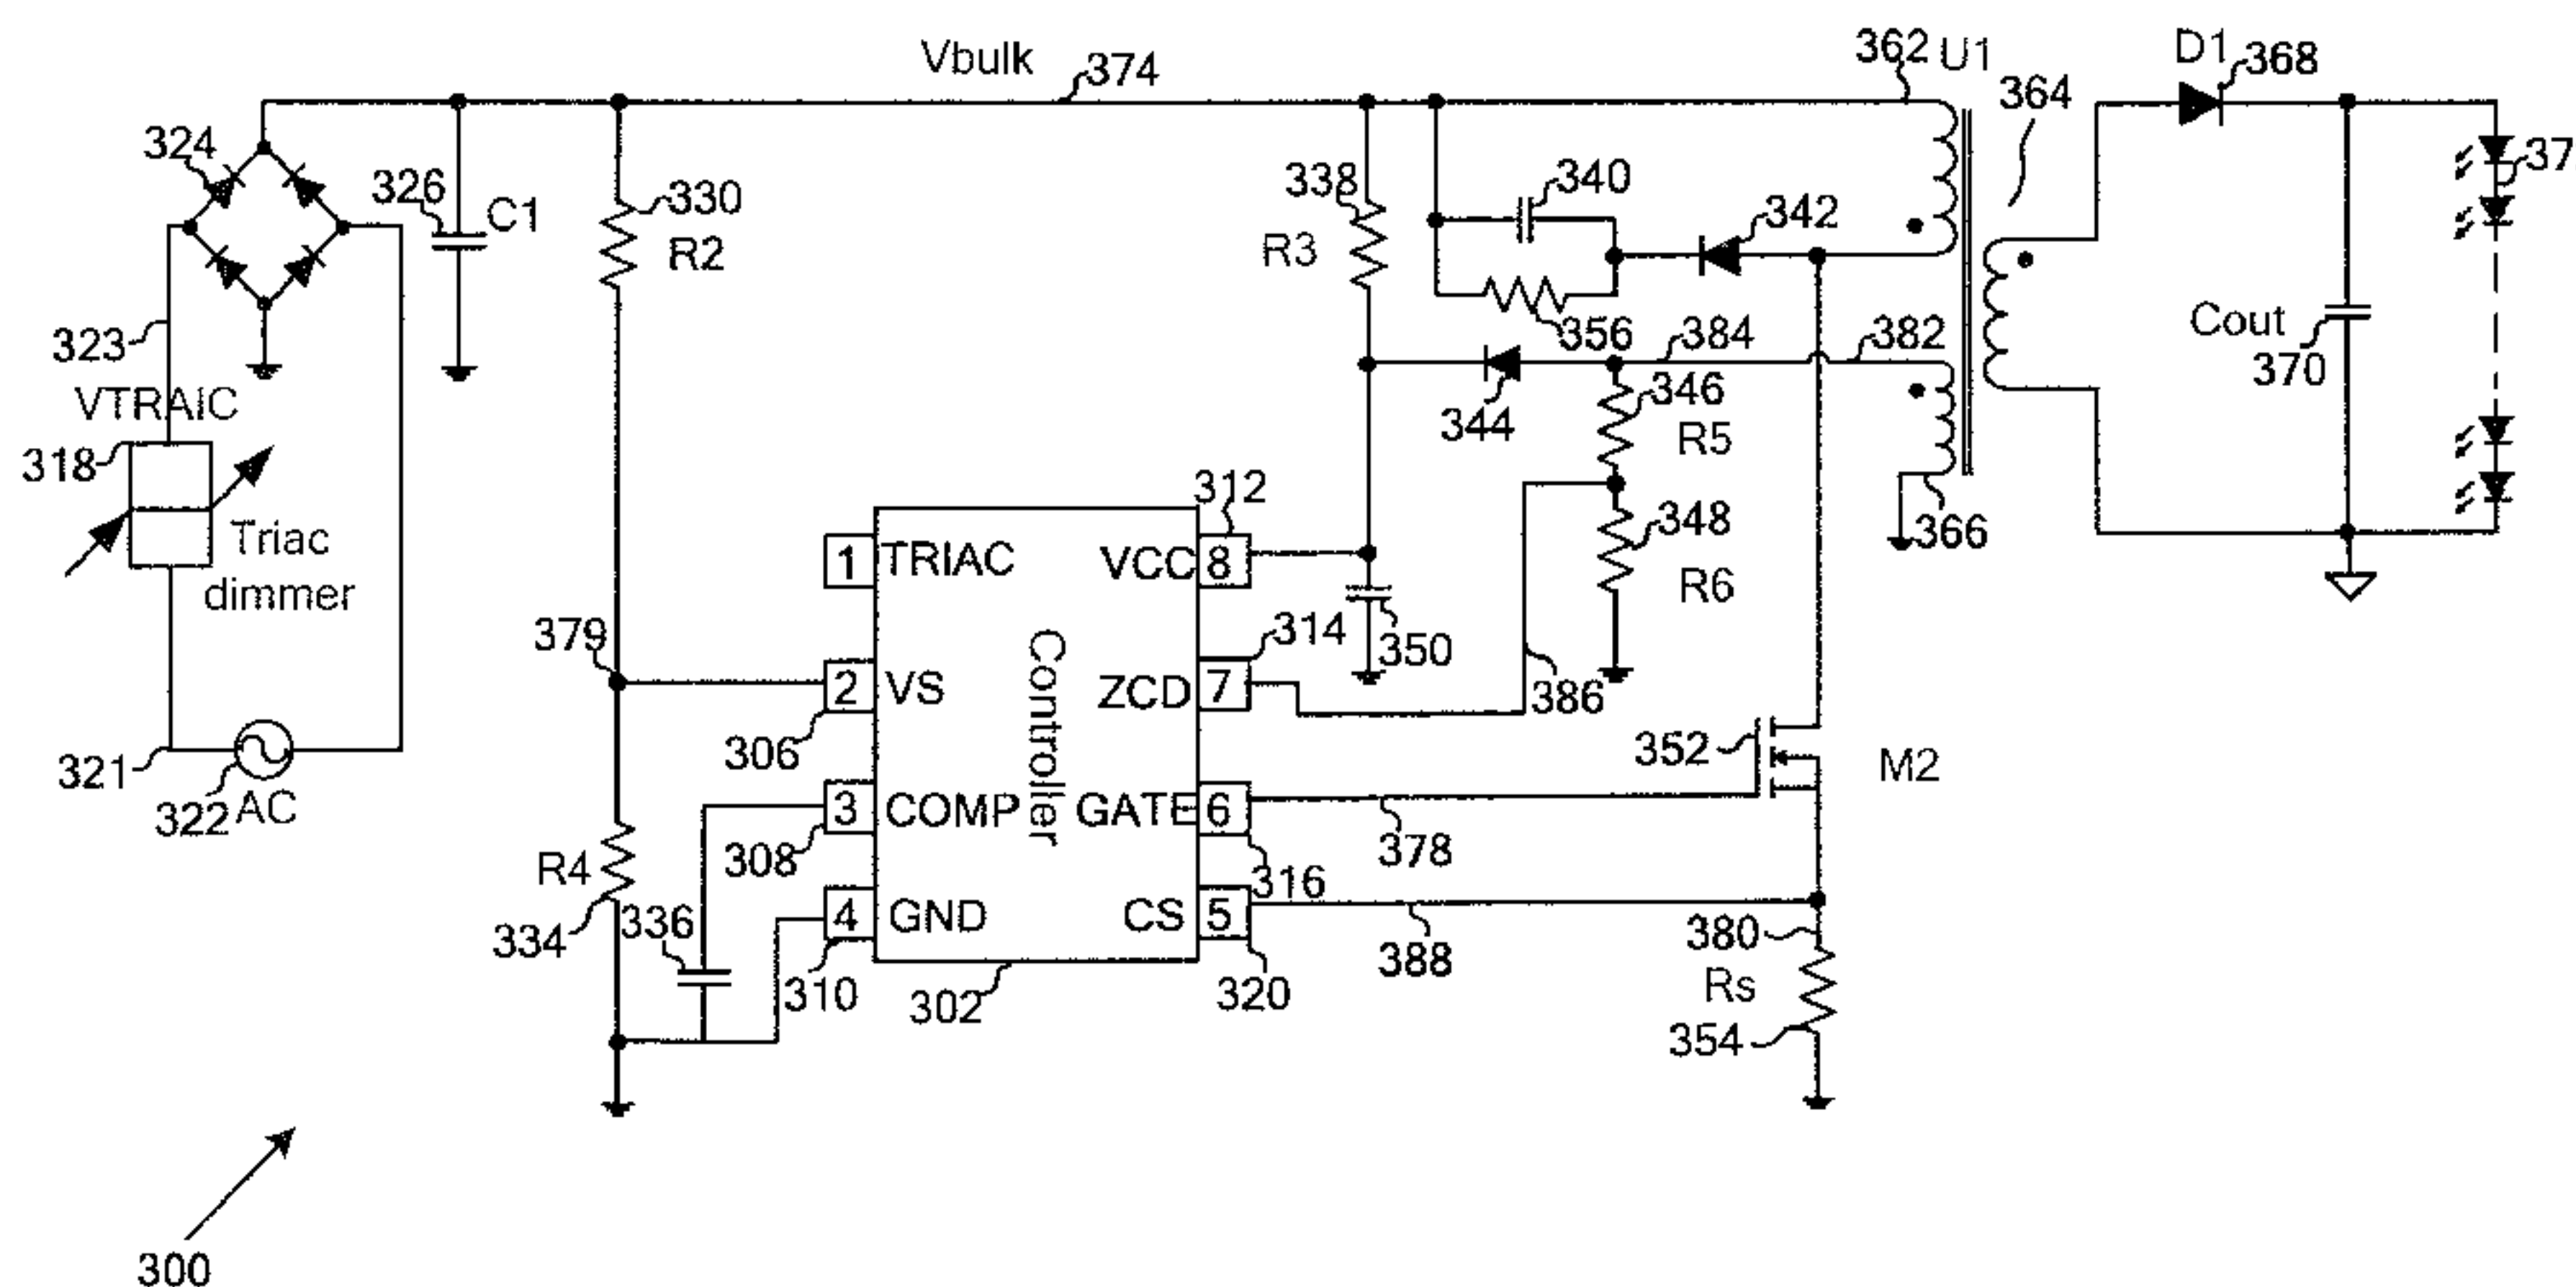 Vbulk
374
362
U1
D1
368
364
324
326
C1
330
R2
338
R3
340
342
37
323
356
384
382
Cout
370
VTRAIC
318
344
346
R5
Triac
dimmer
312
348
R6
366
1
TRIAC
VCC
8
379
Controller
314
350
2
VS
ZCD
7
386
306
352
M2
321
322
AC
3
COMP
GATE
6
308
378
R4
316
334
336
4
GND
CS
5
380
310
302
320
388
Rs
354
300